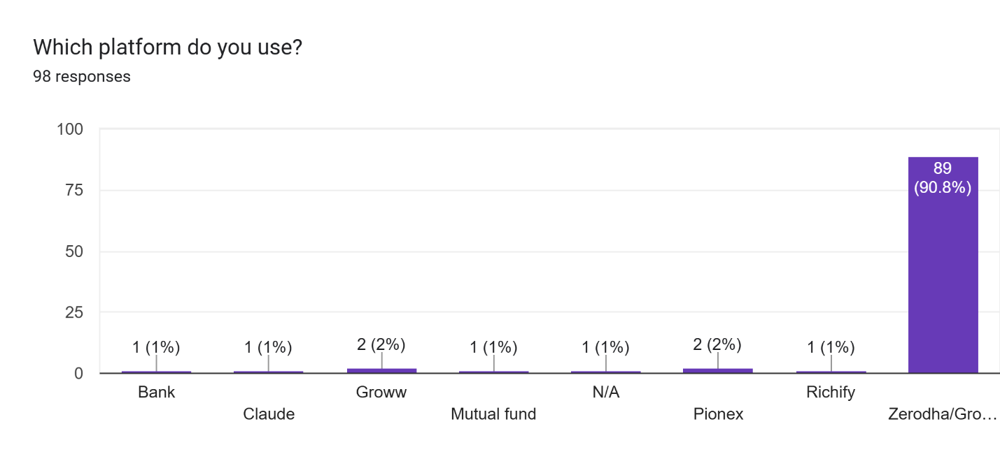 Which platform do you use?
98 responses
100
75
50
25
0
1 (1%)
1 (1%)
2 (2%)
1 (1%)
1 (1%)
2 (2%)
1 (1%)
89
(90.8%)
Bank
Claude
Groww
Mutual fund
N/A
Pionex
Richify
Zerodha/Gro…